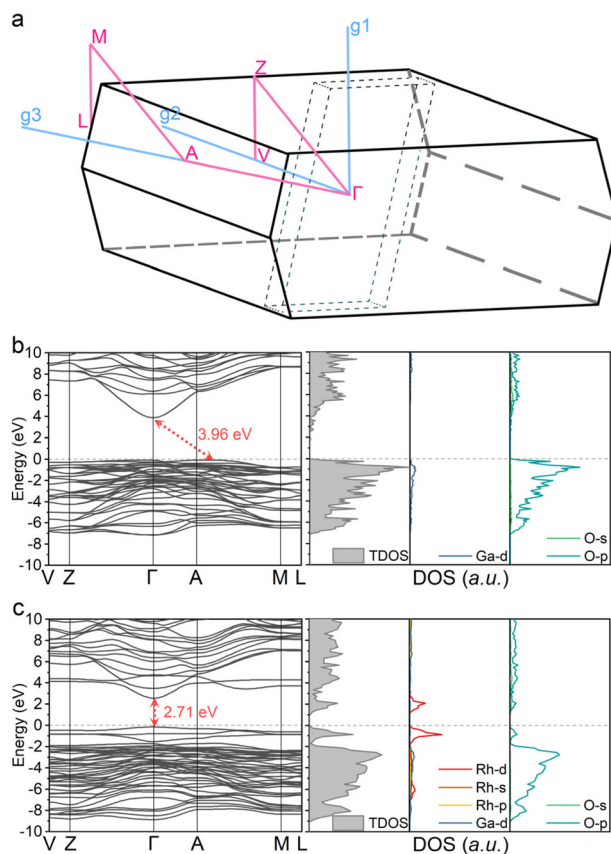 a
M
g1
Z
g3
g2
L
A
V
Γ
b
10
8
6
4
2
0
-2
-4
-6
-8
-10
Energy (eV)
3.96 eV
V Z Γ A M L
TDOS
Ga-d
O-s
O-p
DOS (a.u.)
c
10
8
6
4
2
0
-2
-4
-6
-8
-10
Energy (eV)
2.71 eV
V Z Γ A M L
TDOS
Rh-d
Rh-s
Rh-p
Ga-d
O-s
O-p
DOS (a.u.)